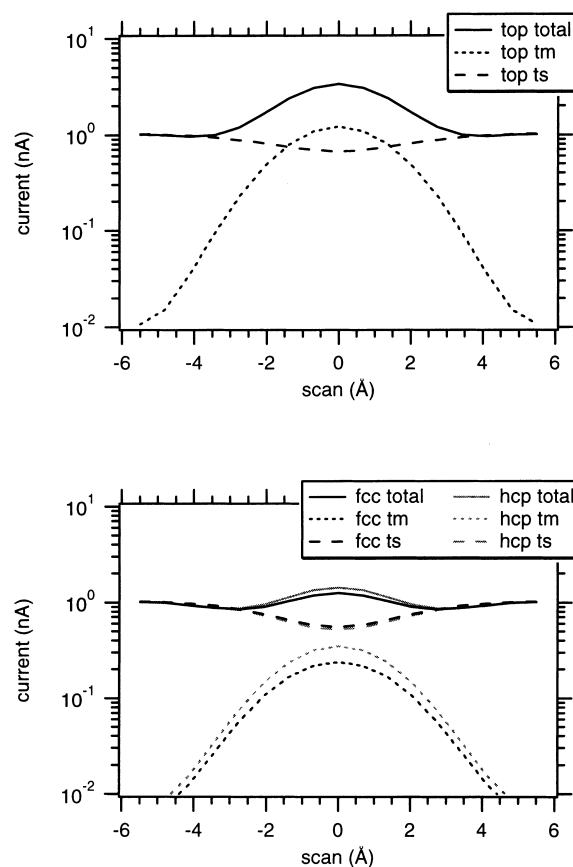 top total
top tm
top ts
10^1
10^0
10^-1
10^-2
current (nA)
-6 -4 -2 0 2 4 6
scan (Å)
fcc total hcp total
fcc tm hcp tm
fcc ts hcp ts
10^1
10^0
10^-1
10^-2
current (nA)
-6 -4 -2 0 2 4 6
scan (Å)